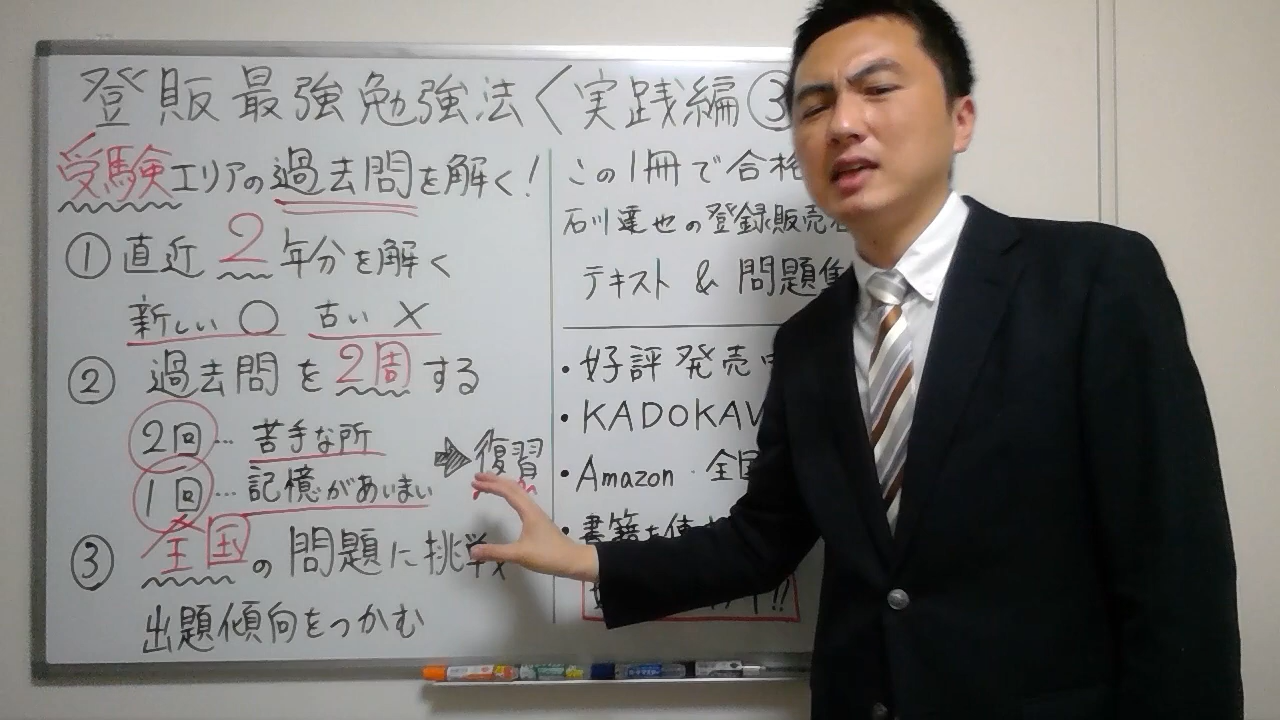 登販最強勉強法〈実践編③
受験エリアの過去問を解く!
①直近2年分を解く
新しい〇 古い×
②過去問を2周する
2回…苦手な所
1回…記憶があいまい
➡復習
③全国の問題に挑戦
出題傾向をつかむ
この1冊で合格
石川達也の登録販売
テキスト & 問題集
・好評発売
・KADOKAW
・Amazon・全国
・書籍を使